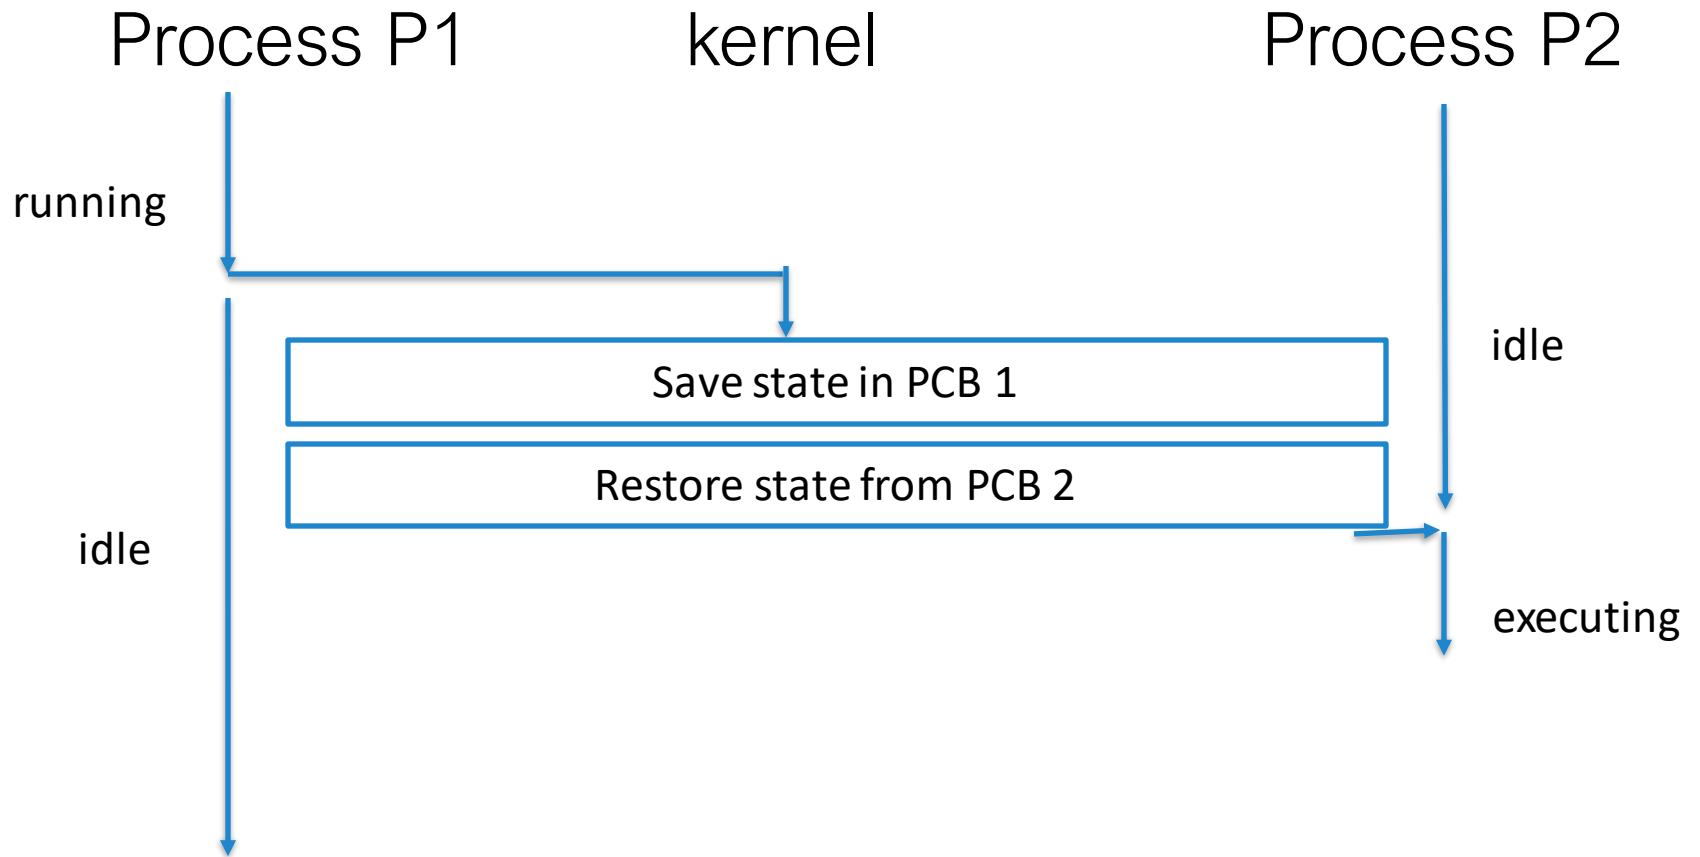 Process P1
kernel
Process P2
running
idle
Save state in PCB 1
Restore state from PCB 2
idle
executing